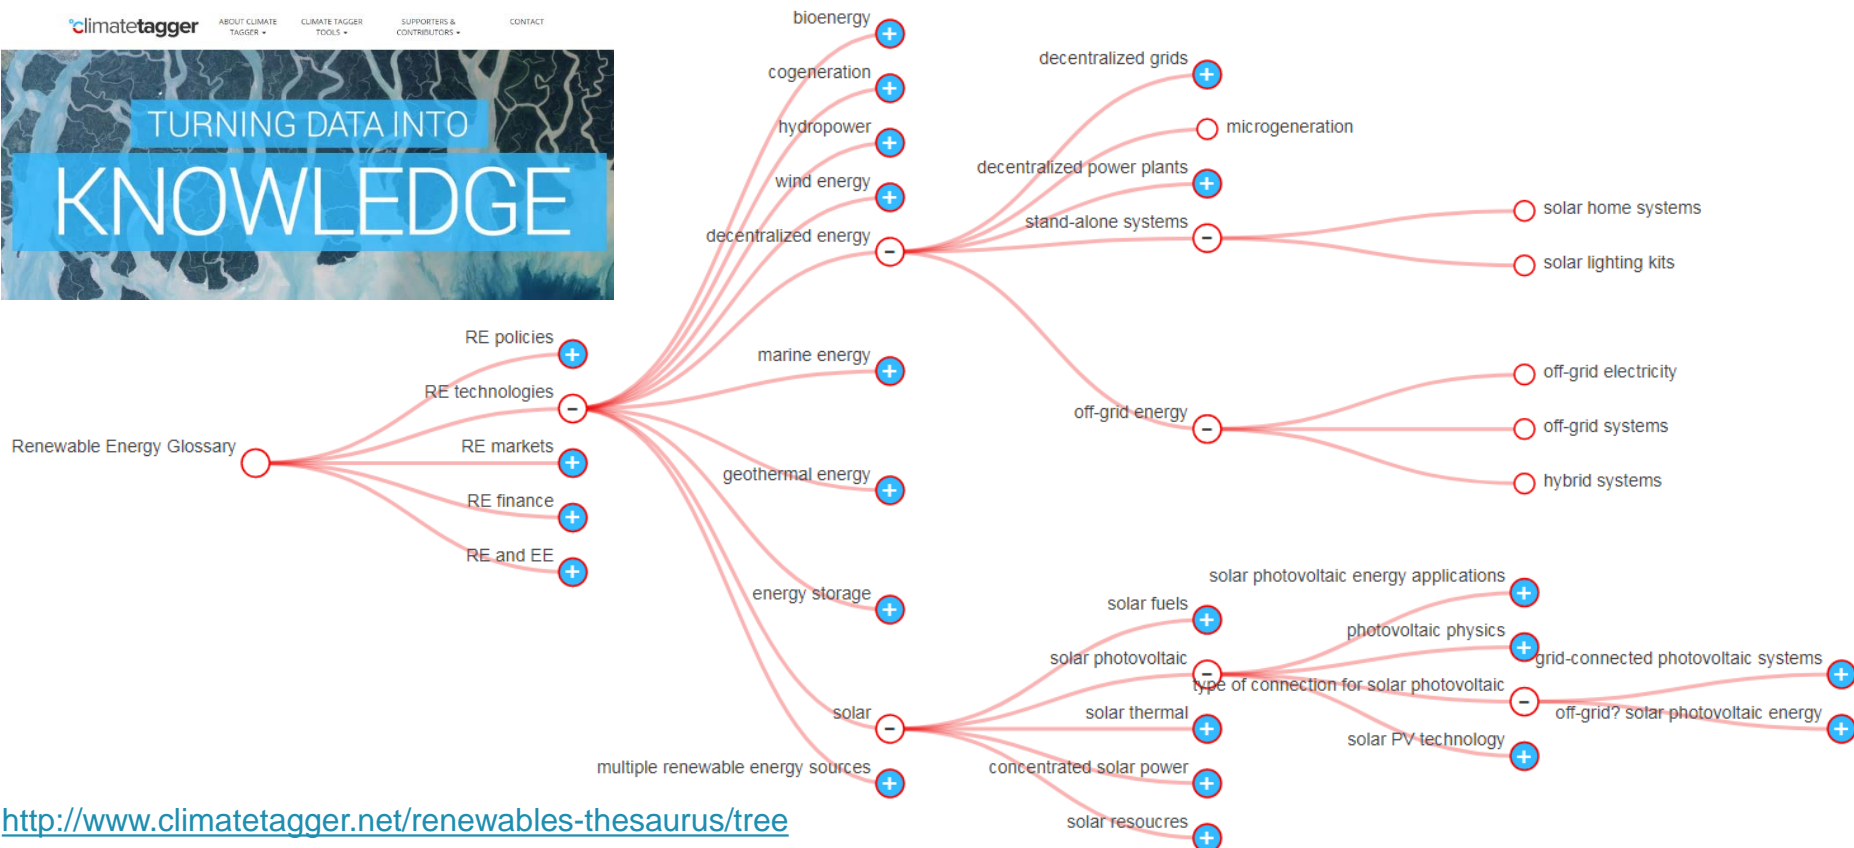 climatetagger
ABOUT CLIMATE
TAGGER
CLIMATE TAGGER
TOOLS
SUPPORTERS &
CONTRIBUTORS
CONTACT
TURNING DATA INTO
KNOWLEDGE
Renewable Energy Glossary
RE policies
RE technologies
RE markets
RE finance
RE and EE
bioenergy
cogeneration
hydropower
wind energy
decentralized energy
marine energy
geothermal energy
energy storage
solar
multiple renewable energy sources
decentralized grids
microgeneration
decentralized power plants
stand-alone systems
off-grid energy
solar home systems
solar lighting kits
off-grid electricity
off-grid systems
hybrid systems
solar fuels
solar photovoltaic
solar thermal
concentrated solar power
solar resoucres
solar photovoltaic energy applications
photovoltaic physics
type of connection for solar photovoltaic
solar PV technology
grid-connected photovoltaic systems
off-grid? solar photovoltaic energy
http://www.climatetagger.net/renewables-thesaurus/tree